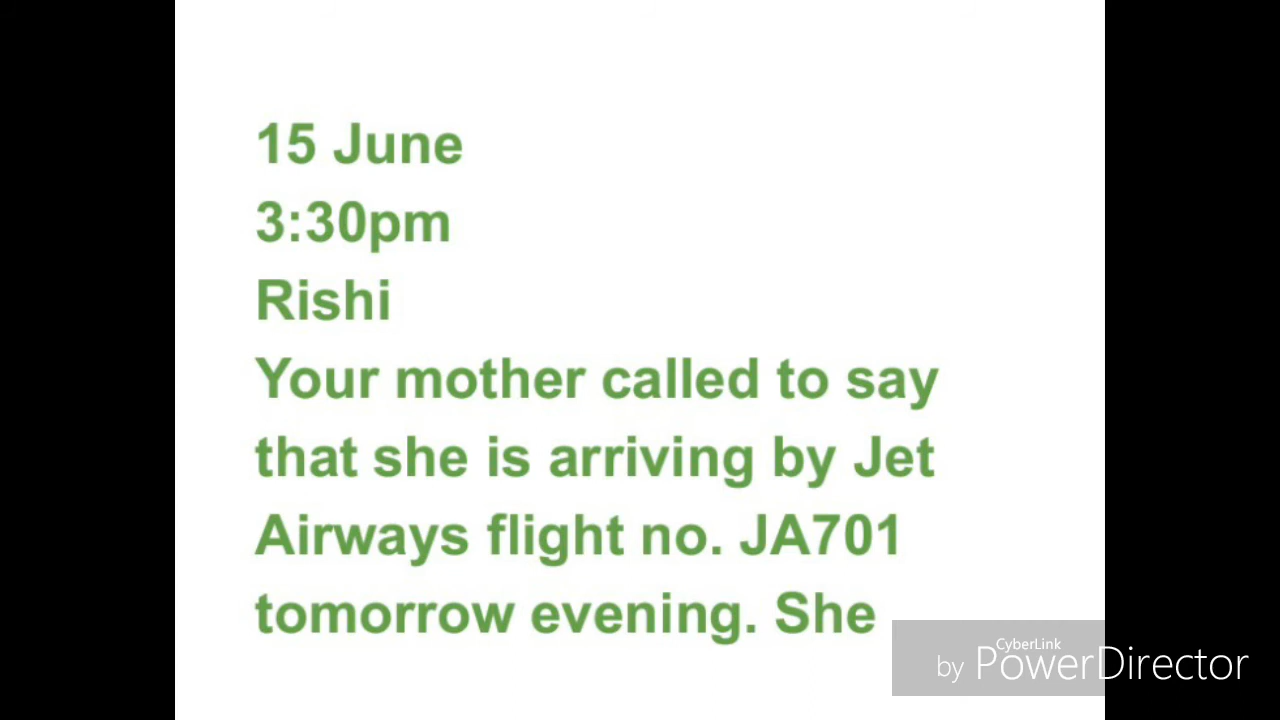 15 June
3:30pm
Rishi
Your mother called to say
that she is arriving by Jet
Airways flight no. JA701
tomorrow evening. She
CyberLink
by PowerDirector